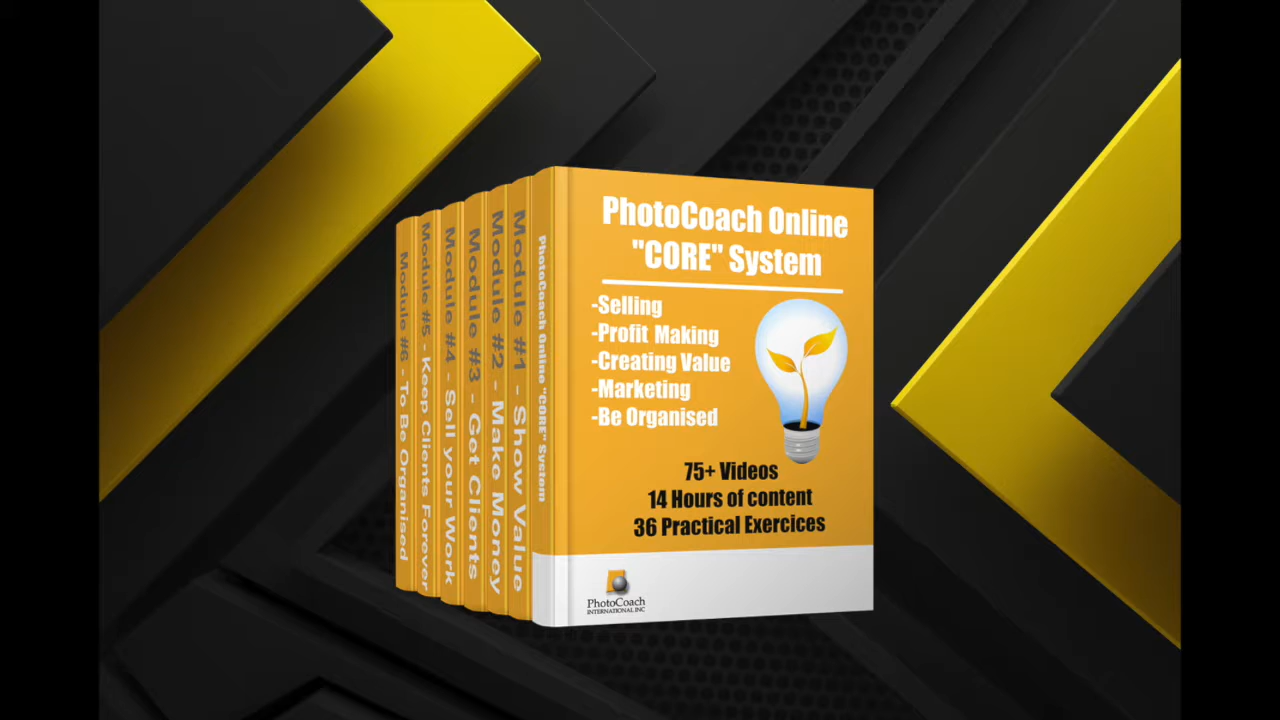 PhotoCoach Online
"CORE" System
-Selling
-Profit Making
-Creating Value
-Marketing
-Be Organised
75+ Videos
14 Hours of content
36 Practical Exercices
PhotoCoach
INTERNATIONAL INC
PhotoCoach Online "CORE" System
Module #1 - Show Value
Module #2 - Make Money
Module #3 - Get Clients
Module #4 - Sell your Work
Module #5 - Keep Clients Forever
Module #6 - To Be Organised